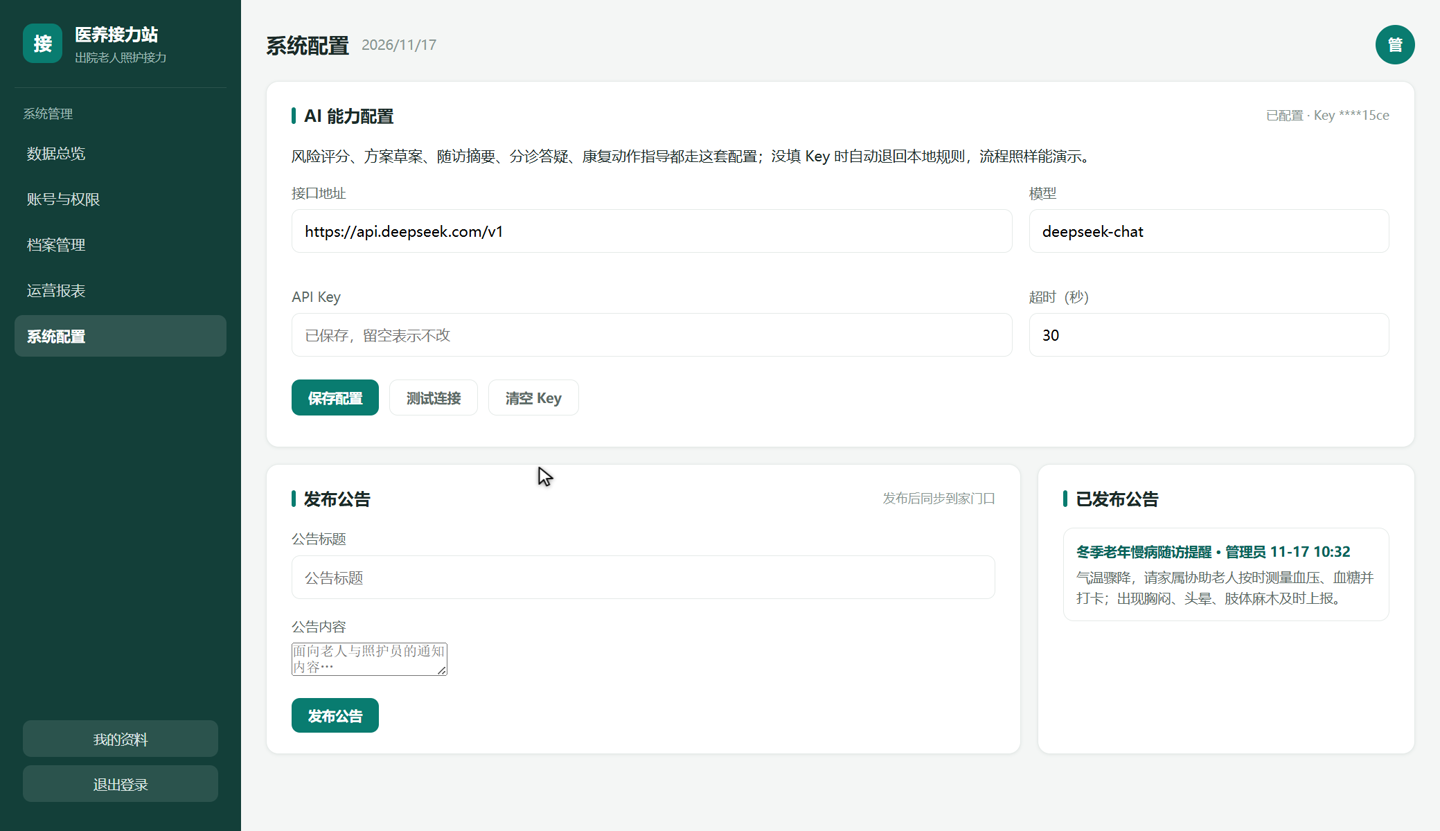 接
医养接力站
出院老人照护接力
系统管理
数据总览
账号与权限
档案管理
运营报表
系统配置
我的资料
退出登录
系统配置 2026/11/17
管
AI 能力配置
已配置 · Key ****15ce
风险评分、方案草案、随访摘要、分诊答疑、康复动作指导都走这套配置；没填 Key 时自动退回本地规则，流程照样能演示。
接口地址
https://api.deepseek.com/v1
模型
deepseek-chat
API Key
已保存，留空表示不改
超时（秒）
30
保存配置
测试连接
清空 Key
发布公告
发布后同步到家门口
公告标题
公告标题
公告内容
面向老人与照护员的通知
内容…
发布公告
已发布公告
冬季老年慢病随访提醒 • 管理员 11-17 10:32
气温骤降，请家属协助老人按时测量血压、血糖并
打卡；出现胸闷、头晕、肢体麻木及时上报。